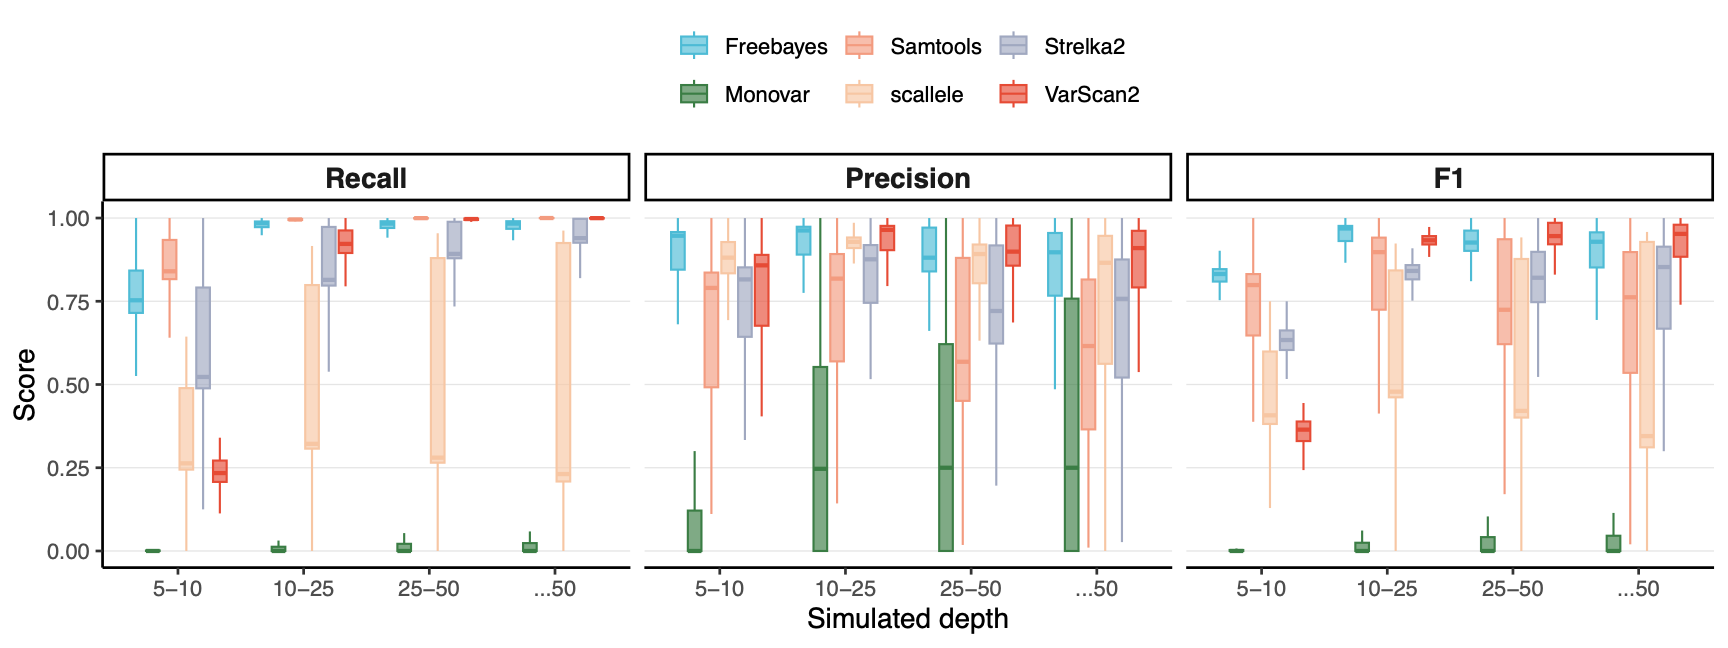 Freebayes Samtools Strelka2
Monovar scallele VarScan2
Recall Precision F1
1.00
0.75
0.50
0.25
0.00
Score
5−10 10−25 25−50 ...50 5−10 10−25 25−50 ...50 5−10 10−25 25−50 ...50
Simulated depth